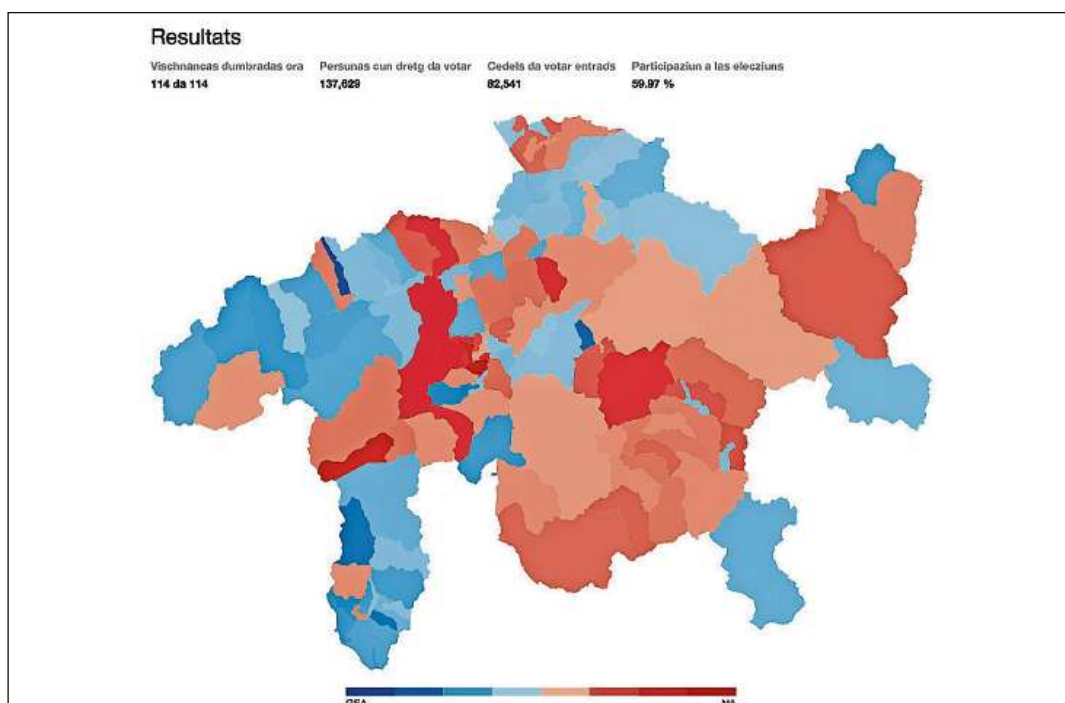 Resultats
Vischnancas dumbradas ora Persunas cun dretg da votar Cedels da votar entrads Participaziun a las elecziuns
114 da 114 137,629 82,541 59.97 %
NA